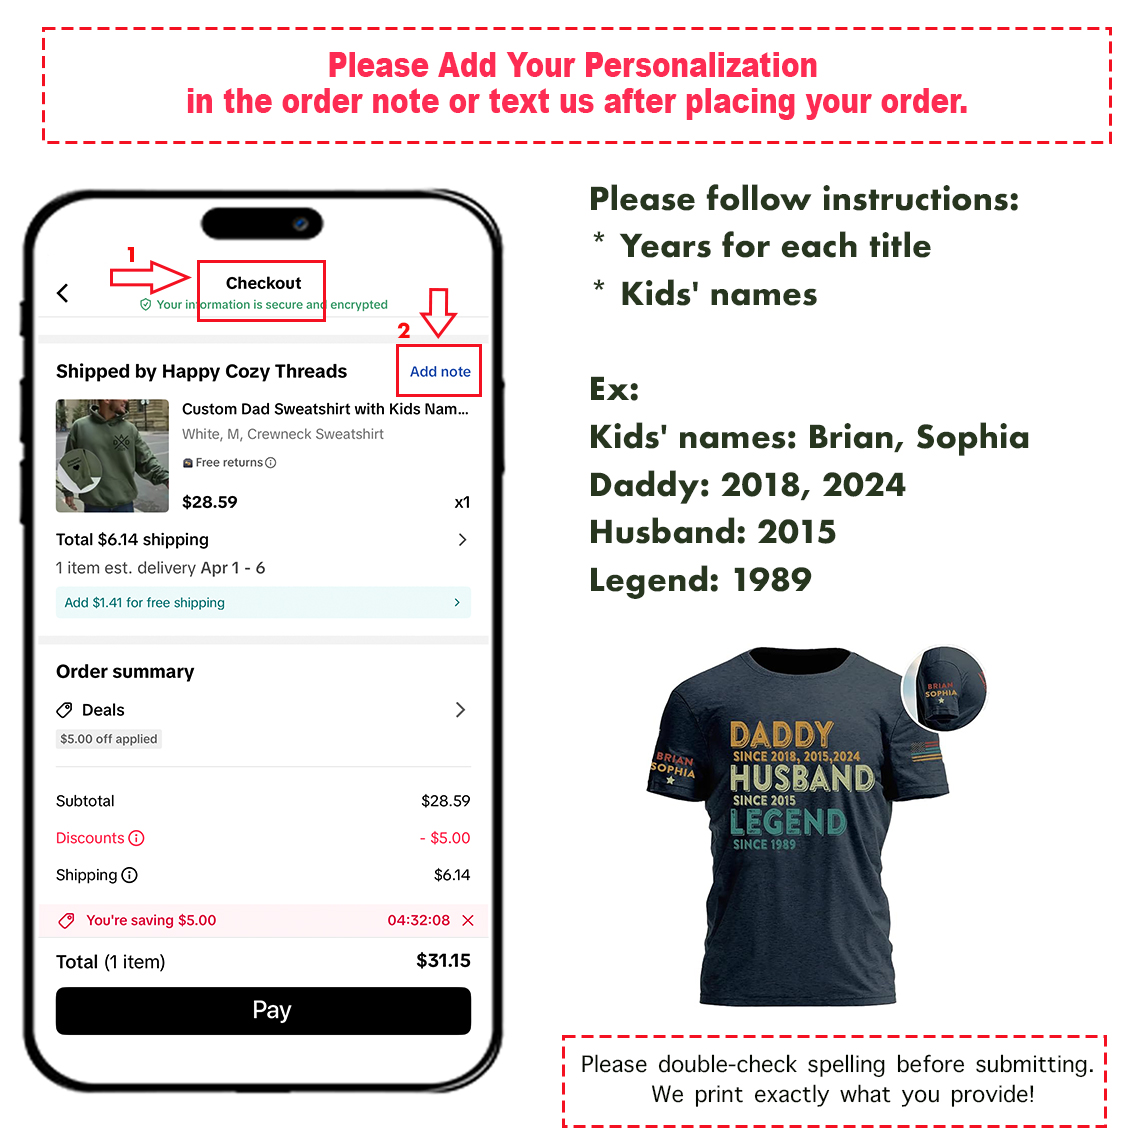 Please Add Your Personalization
in the order note or text us after placing your order.
1
Checkout
Your information is secure and encrypted
2
Shipped by Happy Cozy Threads
Add note
Custom Dad Sweatshirt with Kids Nam...
White, M, Crewneck Sweatshirt
Free returns
$28.59
x1
Total $6.14 shipping
1 item est. delivery Apr 1 - 6
Add $1.41 for free shipping
Order summary
Deals
$5.00 off applied
Subtotal
$28.59
Discounts
- $5.00
Shipping
$6.14
You're saving $5.00
04:32:08
Total (1 item)
$31.15
Pay
Please follow instructions:
* Years for each title
* Kids' names
Ex:
Kids' names: Brian, Sophia
Daddy: 2018, 2024
Husband: 2015
Legend: 1989
BRIAN
SOPHIA
DADDY
SINCE 2018, 2015,2024
HUSBAND
SINCE 2015
LEGEND
SINCE 1989
BRIAN
SOPHIA
Please double-check spelling before submitting.
We print exactly what you provide!